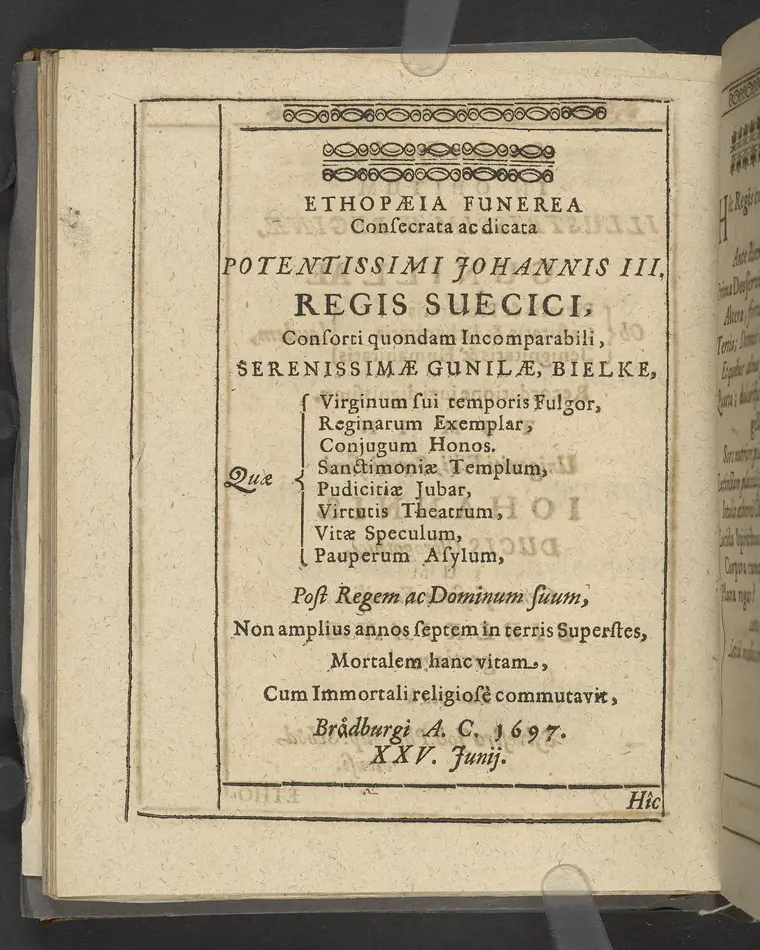 ETHOPÆIA FUNEREA
Conſecrata ac dicata
POTENTISSIMI JOHANNIS III.
REGIS SUECICI,
Conſorti quondam Incomparabili,
SERENISSIMÆ GUNILÆ, BIELKE,
Virginum ſui temporis Fulgor,
Reginarum Exemplar,
Conjugum Honos.
Quæ
Sanctimoniæ Templum,
Pudicitiæ Jubar,
Virtutis Theatrum,
Vitæ Speculum,
Pauperum Aſylum,
Poſt Regem ac Dominum ſuum,
Non amplius annos ſeptem in terris Superſtes,
Mortalem hanc vitam,
Cum Immortali religioſè commutavit,
Brådburgi A. C. 1697.
XXV. Junij.
Hîc